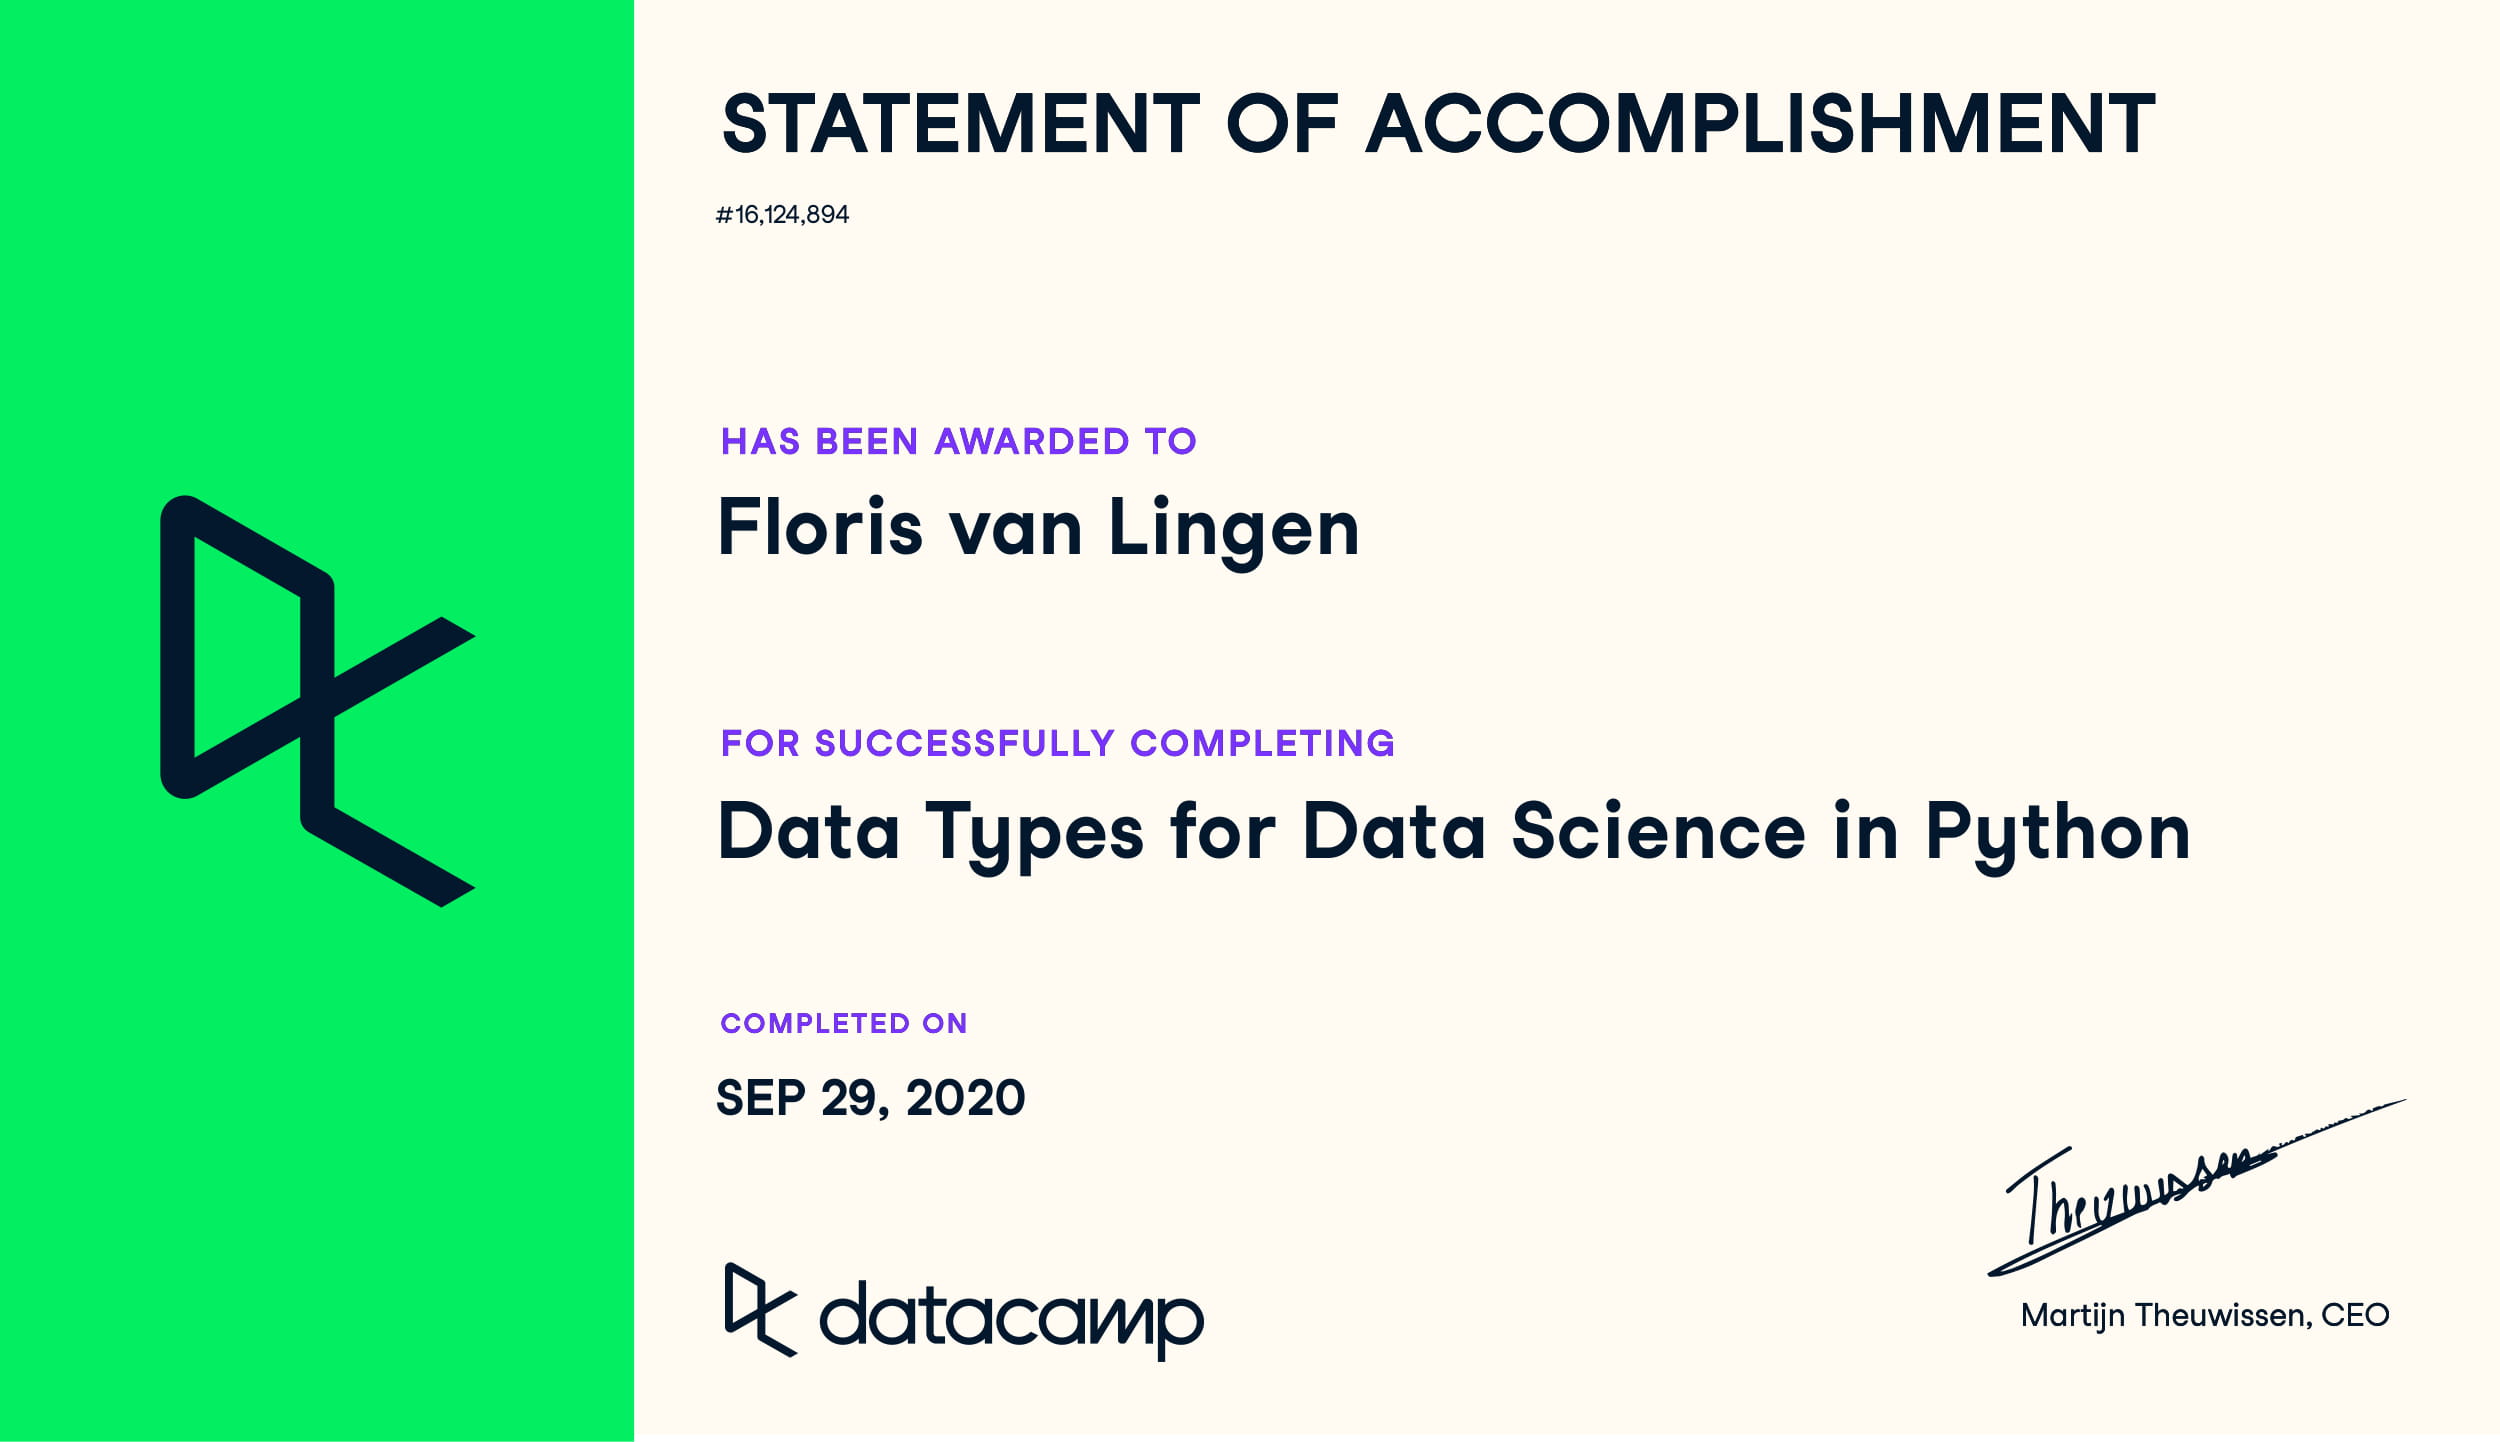 STATEMENT OF ACCOMPLISHMENT
#16,124,894
HAS BEEN AWARDED TO
Floris van Lingen
FOR SUCCESSFULLY COMPLETING
Data Types for Data Science in Python
COMPLETED ON
SEP 29, 2020
Theuwissen
datacamp
Martijn Theuwissen, CEO